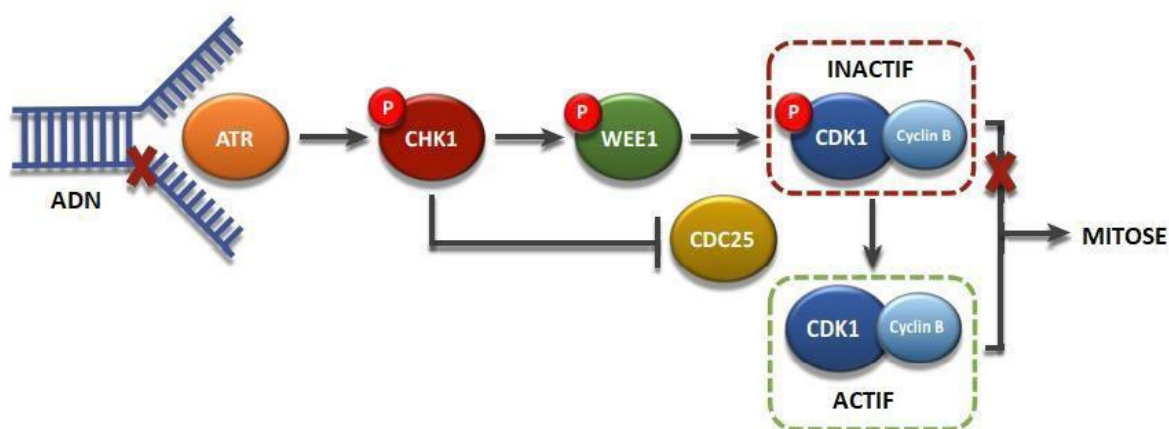 INACTIF
P
P
P
ATR
CHK1
WEE1
CDK1
Cyclin B
ADN
CDC25
MITOSE
CDK1
Cyclin B
ACTIF